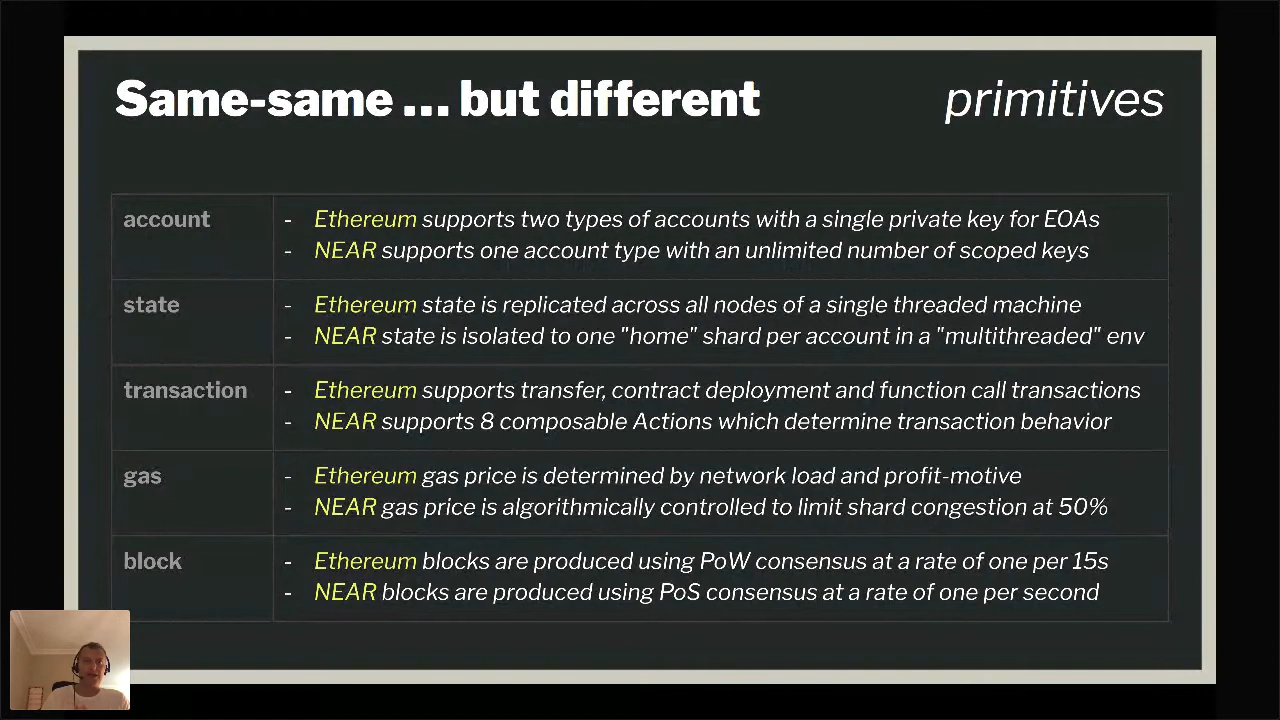 Same-same ... but different
primitives
account
- Ethereum supports two types of accounts with a single private key for EOAs
- NEAR supports one account type with an unlimited number of scoped keys
state
- Ethereum state is replicated across all nodes of a single threaded machine
- NEAR state is isolated to one "home" shard per account in a "multithreaded" env
transaction
- Ethereum supports transfer, contract deployment and function call transactions
- NEAR supports 8 composable Actions which determine transaction behavior
gas
- Ethereum gas price is determined by network load and profit-motive
- NEAR gas price is algorithmically controlled to limit shard congestion at 50%
block
- Ethereum blocks are produced using PoW consensus at a rate of one per 15s
- NEAR blocks are produced using PoS consensus at a rate of one per second